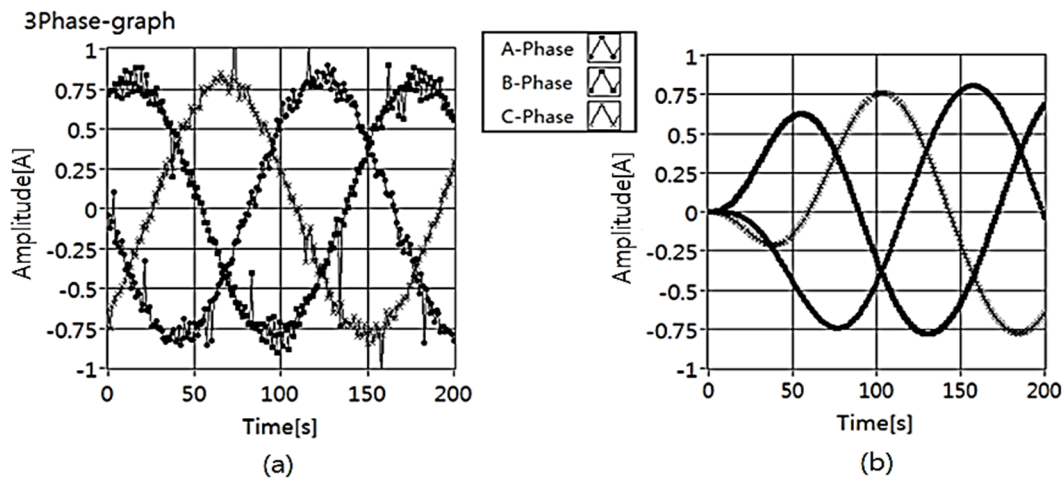 3Phase-graph
A-Phase
B-Phase
C-Phase
Amplitude[A]
1
0.75
0.5
0.25
0
-0.25
-0.5
-0.75
-1
0 50 100 150 200
Time[s]
(a)
Amplitude[A]
1
0.75
0.5
0.25
0
-0.25
-0.5
-0.75
-1
0 50 100 150 200
Time[s]
(b)